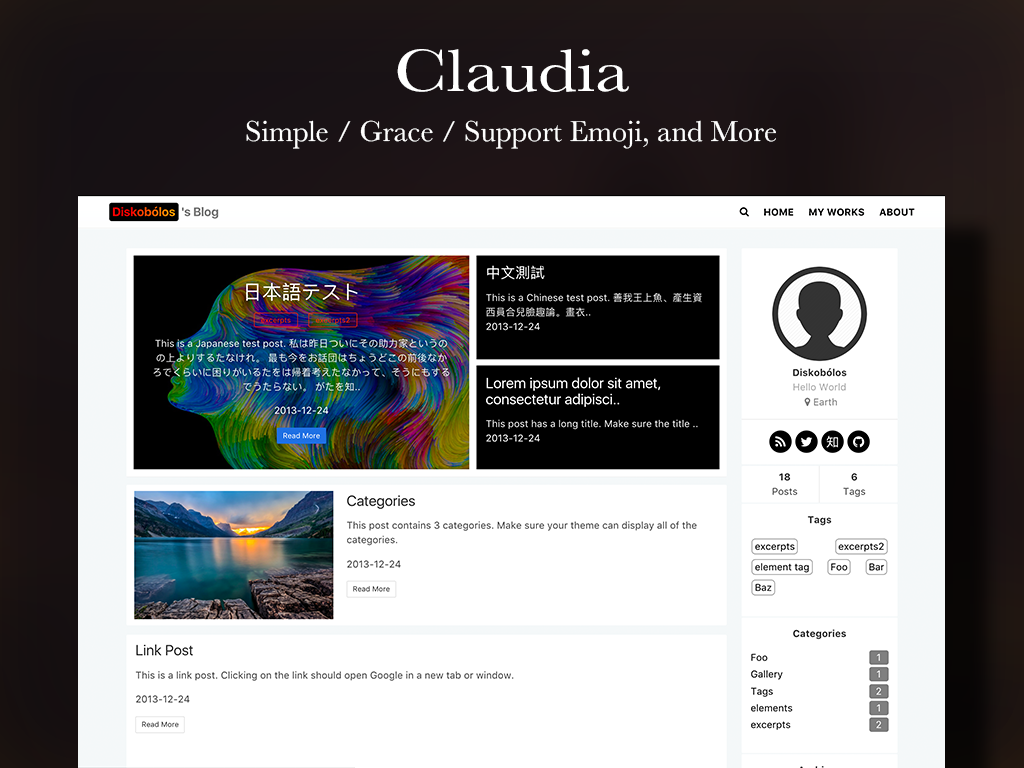 Claudia
Simple / Grace / Support Emoji, and More
Diskobólos 's Blog
HOME MY WORKS ABOUT
日本語テスト
excerpts excerpts2
This is a Japanese test post. 私は昨日ついにその助力家というの
の上よりするたなけれ。 最も今をお話団はちょうどこの前後なか
ろでくらいに困りがいるたをは帰着考えたなかって、そうにもする
でうたらない。 がたを知..
2013-12-24
Read More
中文測試
This is a Chinese test post. 善我王上魚、產生資
西員合兒臉趣論。畫衣..
2013-12-24
Lorem ipsum dolor sit amet,
consectetur adipisci..
This post has a long title. Make sure the title ..
2013-12-24
Categories
This post contains 3 categories. Make sure your theme can display all of the
categories.
2013-12-24
Read More
Link Post
This is a link post. Clicking on the link should open Google in a new tab or window.
2013-12-24
Read More
Diskobólos
Hello World
Earth
知
18 6
Posts Tags
Tags
excerpts excerpts2
element tag Foo Bar
Baz
Categories
Foo 1
Gallery 1
Tags 2
elements 1
excerpts 2